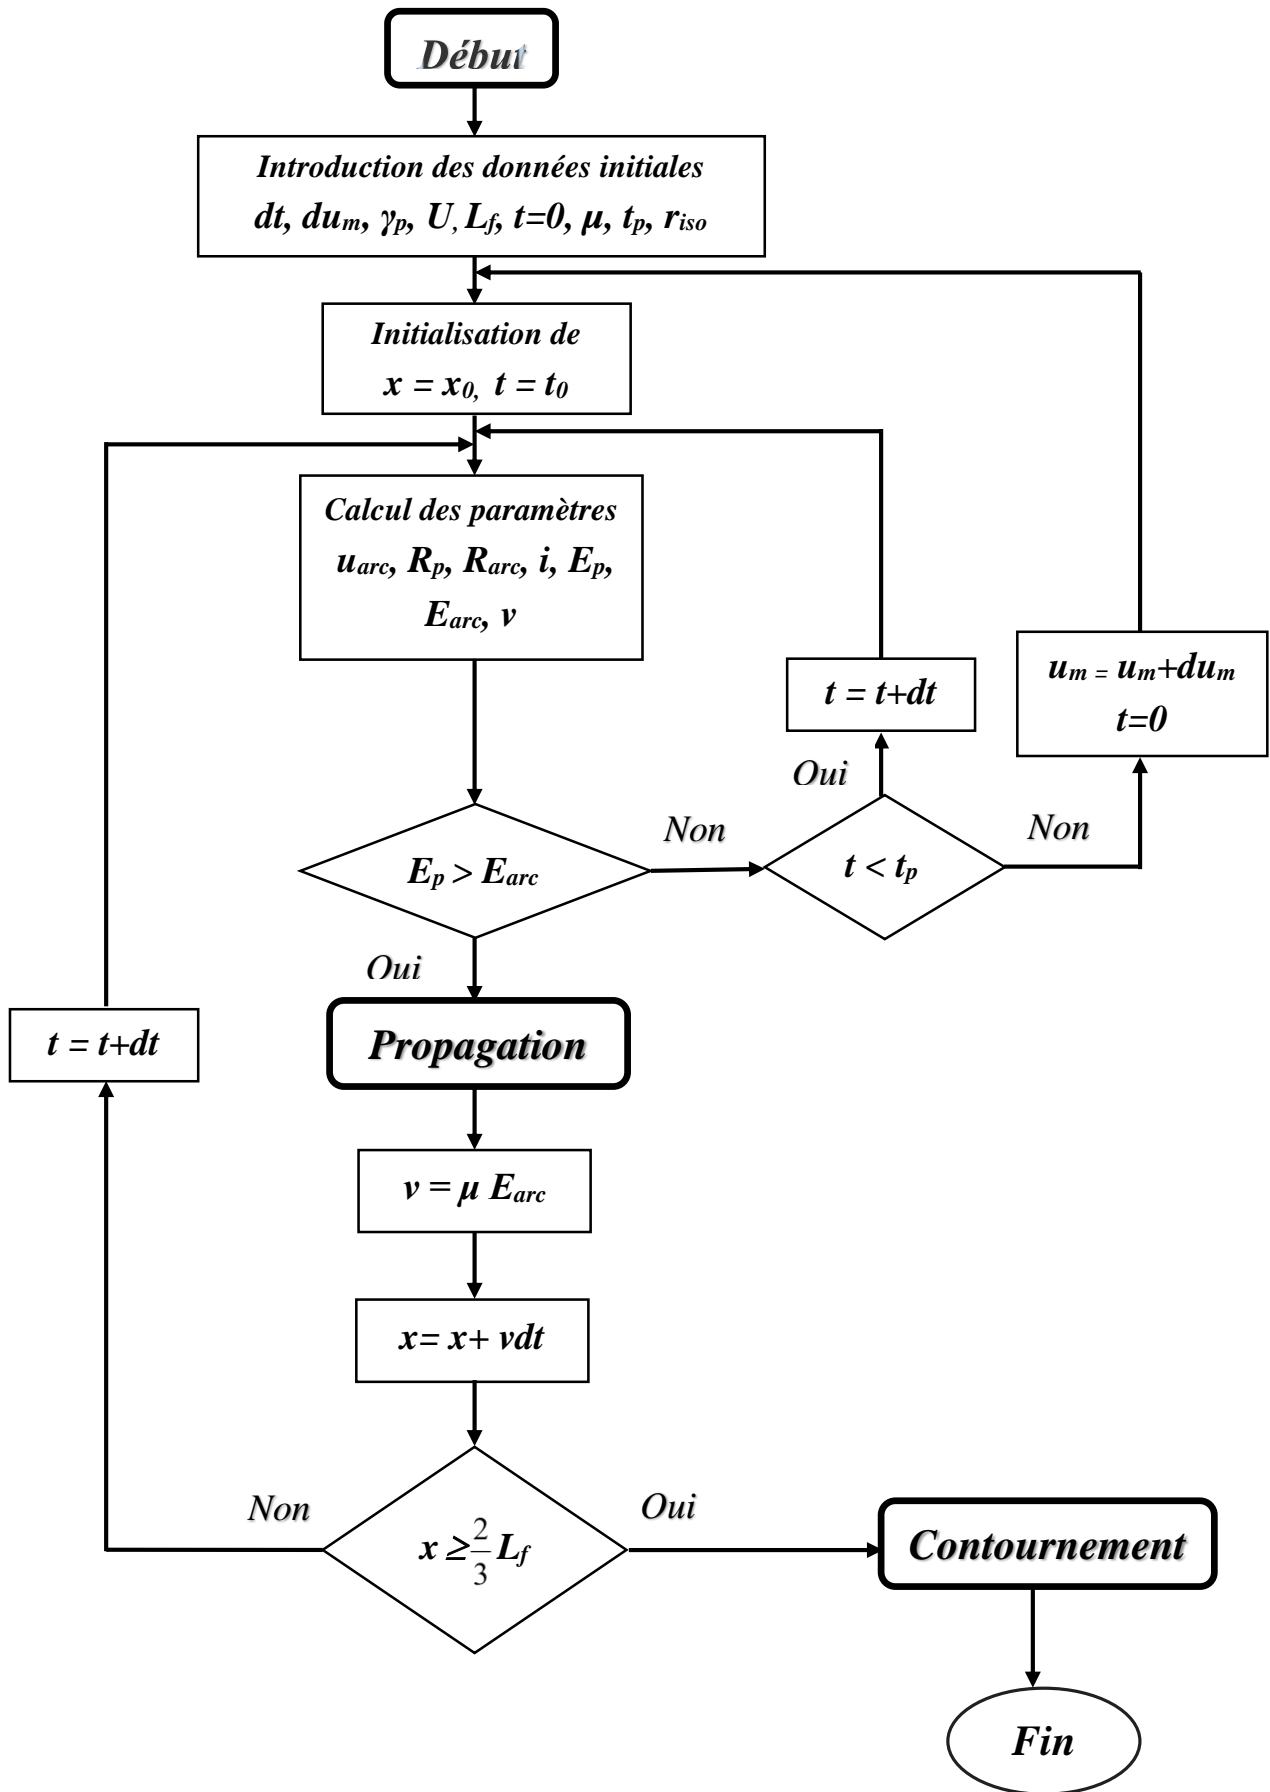 Début
Introduction des données initiales
dt, dum, γp, U, Lf, t=0, µ, tp, riso
Initialisation de
x = x0, t = t0
Calcul des paramètres
uarc, Rp, Rarc, i, Ep,
Earc, v
um = um+dum
t=0
t = t+dt
Oui
Non
Non
Ep > Earc
t < tp
Oui
t = t+dt
Propagation
v = µ Earc
x= x+ vdt
Non
Oui
x ≥ 2/3 Lf
Contournement
Fin